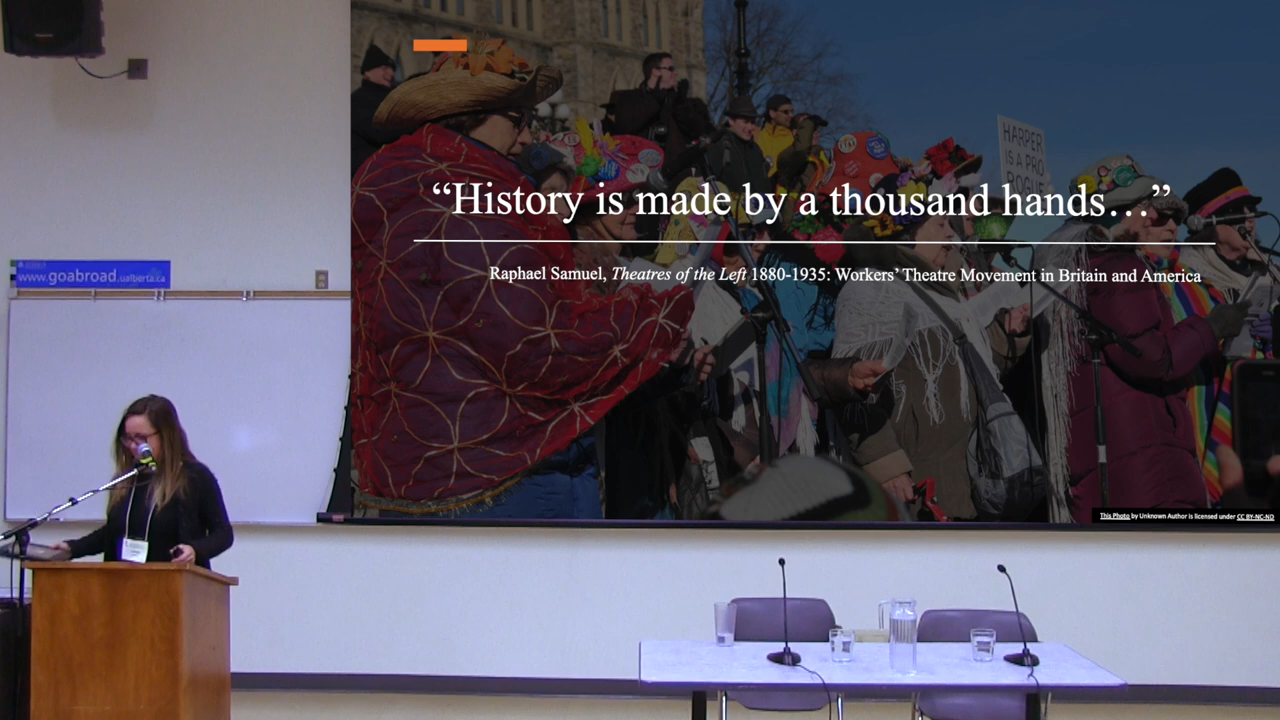 HARPER
IS A PRO
ROGUE
“History is made by a thousand hands…”
Raphael Samuel, Theatres of the Left 1880-1935: Workers’ Theatre Movement in Britain and America
www.goabroad.ualberta.ca
This Photo by Unknown Author is licensed under CC BY-NC-ND